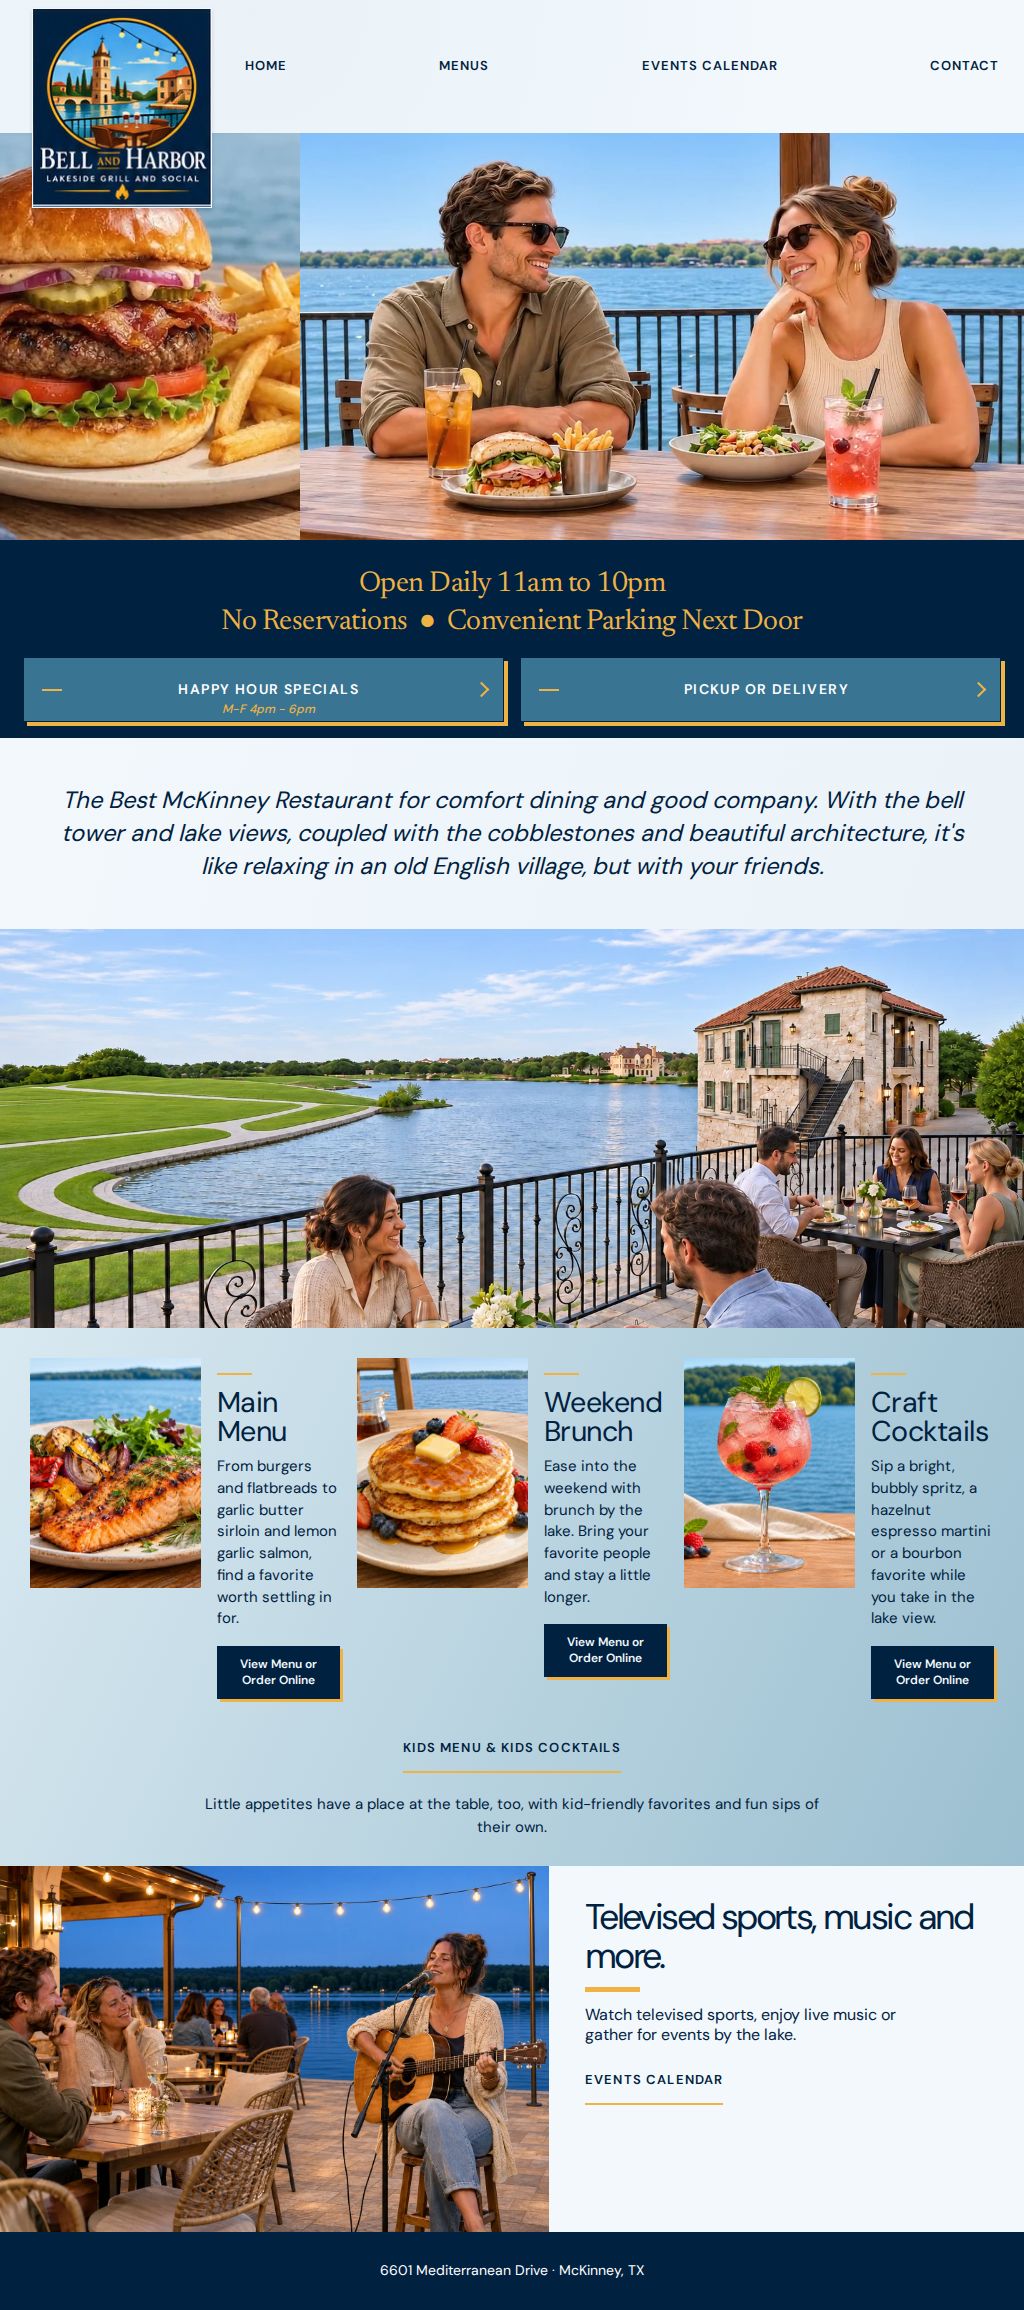 BELL AND HARBOR
LAKESIDE GRILL AND SOCIAL
HOME
MENUS
EVENTS CALENDAR
CONTACT
Open Daily 11am to 10pm
No Reservations ● Convenient Parking Next Door
HAPPY HOUR SPECIALS
M-F 4pm - 6pm
PICKUP OR DELIVERY
The Best McKinney Restaurant for comfort dining and good company. With the bell
tower and lake views, coupled with the cobblestones and beautiful architecture, it's
like relaxing in an old English village, but with your friends.
Main
Menu
From burgers
and flatbreads to
garlic butter
sirloin and lemon
garlic salmon,
find a favorite
worth settling in
for.
View Menu or
Order Online
Weekend
Brunch
Ease into the
weekend with
brunch by the
lake. Bring your
favorite people
and stay a little
longer.
View Menu or
Order Online
Craft
Cocktails
Sip a bright,
bubbly spritz, a
hazelnut
espresso martini
or a bourbon
favorite while
you take in the
lake view.
View Menu or
Order Online
KIDS MENU & KIDS COCKTAILS
Little appetites have a place at the table, too, with kid-friendly favorites and fun sips of
their own.
Televised sports, music and
more.
Watch televised sports, enjoy live music or
gather for events by the lake.
EVENTS CALENDAR
6601 Mediterranean Drive · McKinney, TX